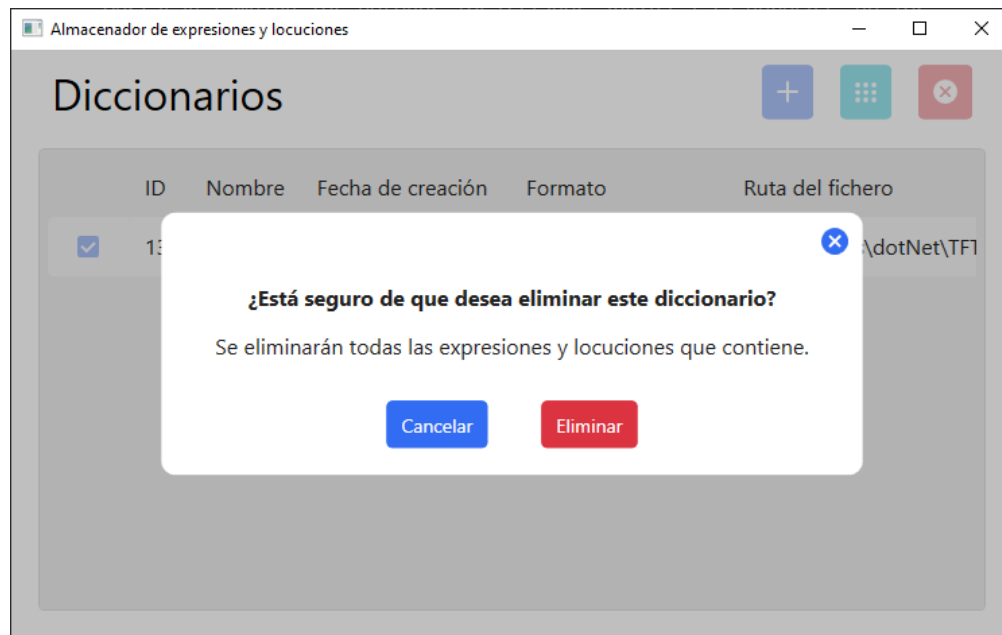 Almacenador de expresiones y locuciones
Diccionarios
ID Nombre Fecha de creación Formato Ruta del fichero
13 \dotNet\TFT
¿Está seguro de que desea eliminar este diccionario?
Se eliminarán todas las expresiones y locuciones que contiene.
Cancelar Eliminar